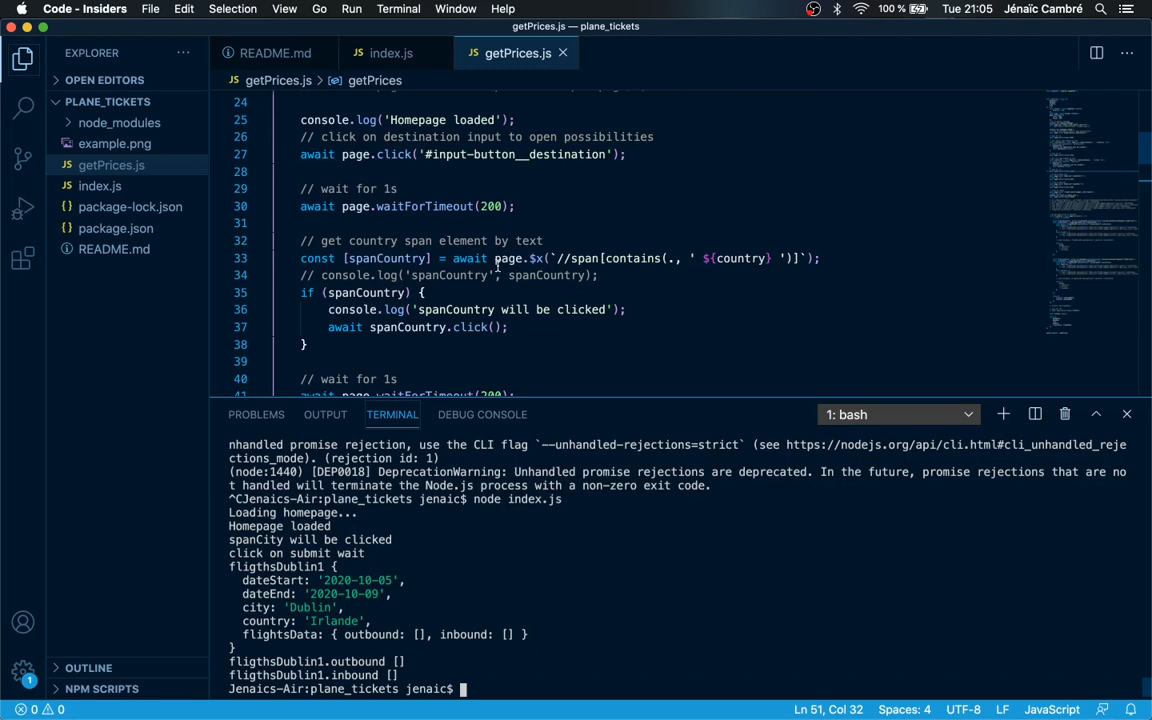 Code - Insiders File Edit Selection View Go Run Terminal Window Help 100 % Tue 21:05 Jénaïc Cambré
getPrices.js — plane_tickets
EXPLORER
README.md
JS index.js
JS getPrices.js
JS getPrices.js > getPrices
OPEN EDITORS
PLANE_TICKETS
node_modules
example.png
JS getPrices.js
JS index.js
{} package-lock.json
{} package.json
README.md
OUTLINE
NPM SCRIPTS
24
25 console.log('Homepage loaded');
26 // click on destination input to open possibilities
27 await page.click('#input-button__destination');
28
29 // wait for 1s
30 await page.waitForTimeout(200);
31
32 // get country span element by text
33 const [spanCountry] = await page.$x(`//span[contains(., ' ${country} ')]`);
34 // console.log('spanCountry', spanCountry);
35 if (spanCountry) {
36 console.log('spanCountry will be clicked');
37 await spanCountry.click();
38 }
39
40 // wait for 1s
41 await page.waitForTimeout(200);
PROBLEMS OUTPUT TERMINAL DEBUG CONSOLE 1: bash
nhandled promise rejection, use the CLI flag `--unhandled-rejections=strict` (see https://nodejs.org/api/cli.html#cli_unhandled_reje
ctions_mode). (rejection id: 1)
(node:1440) [DEP0018] DeprecationWarning: Unhandled promise rejections are deprecated. In the future, promise rejections that are no
t handled will terminate the Node.js process with a non-zero exit code.
^CJenaics-Air:plane_tickets jenaic$ node index.js
Loading homepage...
Homepage loaded
spanCity will be clicked
click on submit wait
fligthsDublin1 {
dateStart: '2020-10-05',
dateEnd: '2020-10-09',
city: 'Dublin',
country: 'Irlande',
flightsData: { outbound: [], inbound: [] }
}
fligthsDublin1.outbound []
fligthsDublin1.inbound []
Jenaics-Air:plane_tickets jenaic$
1
0 0 Ln 51, Col 32 Spaces: 4 UTF-8 LF JavaScript